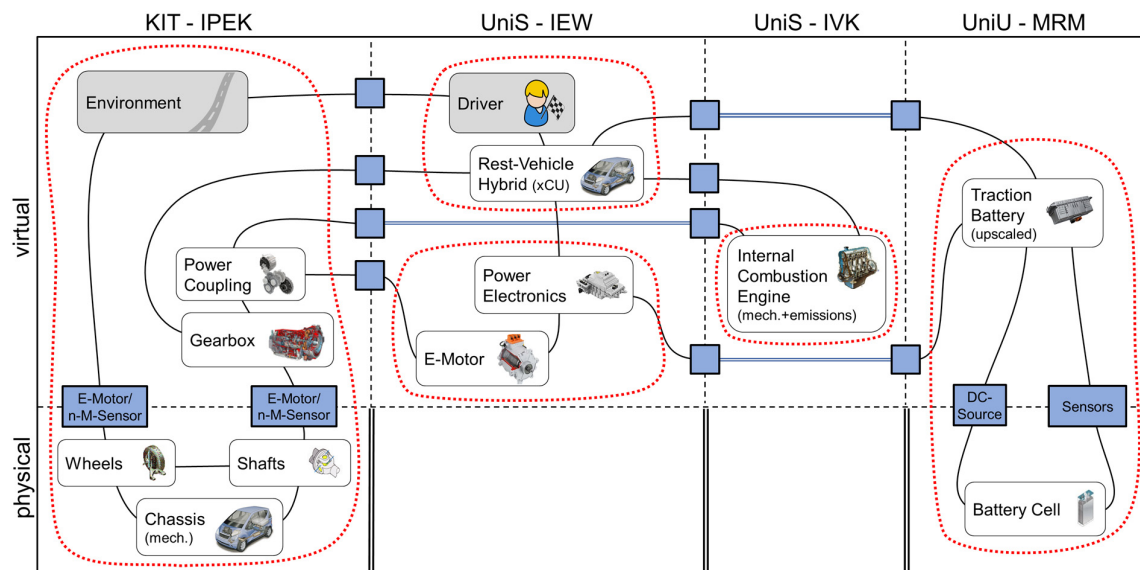 KIT - IPEK
UniS - IEW
UniS - IVK
UniU - MRM
virtual
physical
Environment
Driver
Rest-Vehicle
Hybrid (xCU)
Traction
Battery
(upscaled)
Power
Coupling
Power
Electronics
Internal
Combustion
Engine
(mech.+emissions)
Gearbox
E-Motor
E-Motor/
n-M-Sensor
E-Motor/
n-M-Sensor
DC-
Source
Sensors
Wheels
Shafts
Chassis
(mech.)
Battery Cell